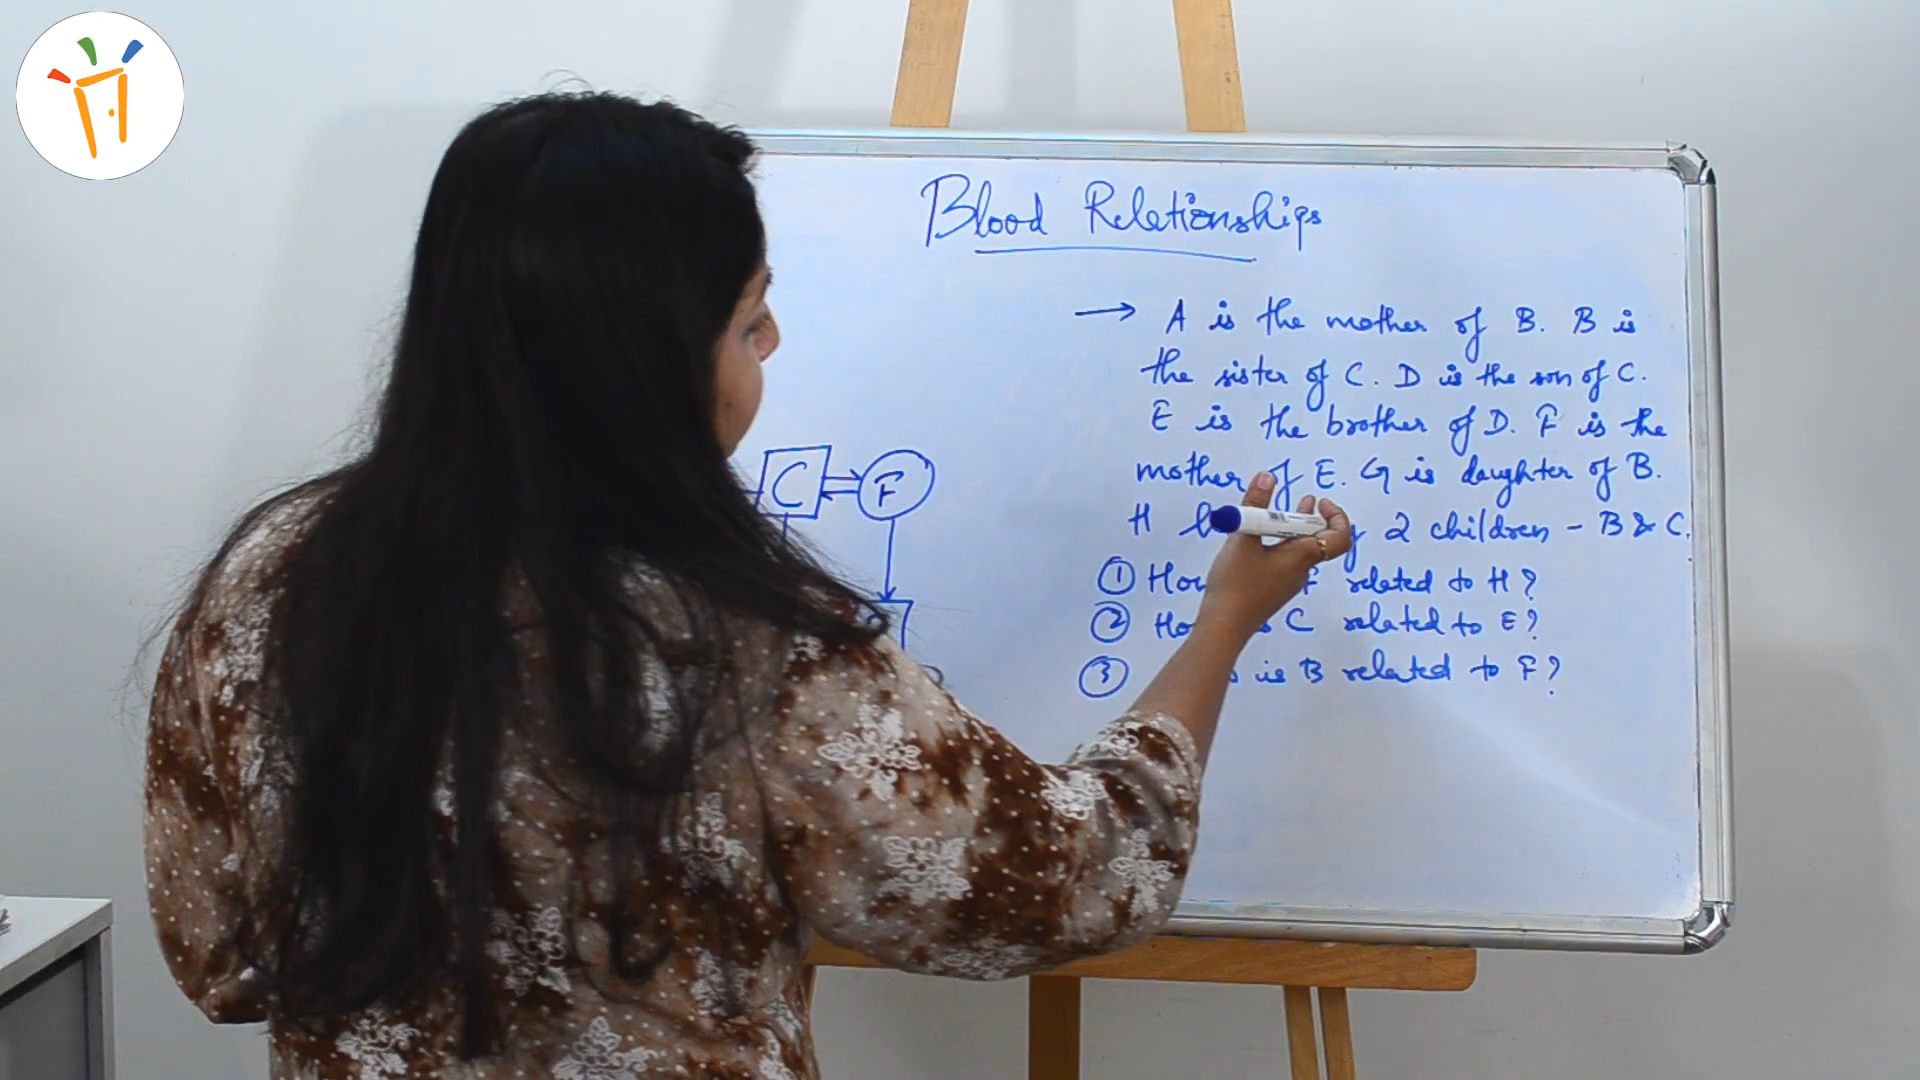 Blood Relationships
→ A is the mother of B. B is
the sister of C. D is the son of C.
E is the brother of D. F is the
mother of E. G is daughter of B.
H 2 children - B & C.
① related to H?
② C related to E?
③ is B related to F?
C F